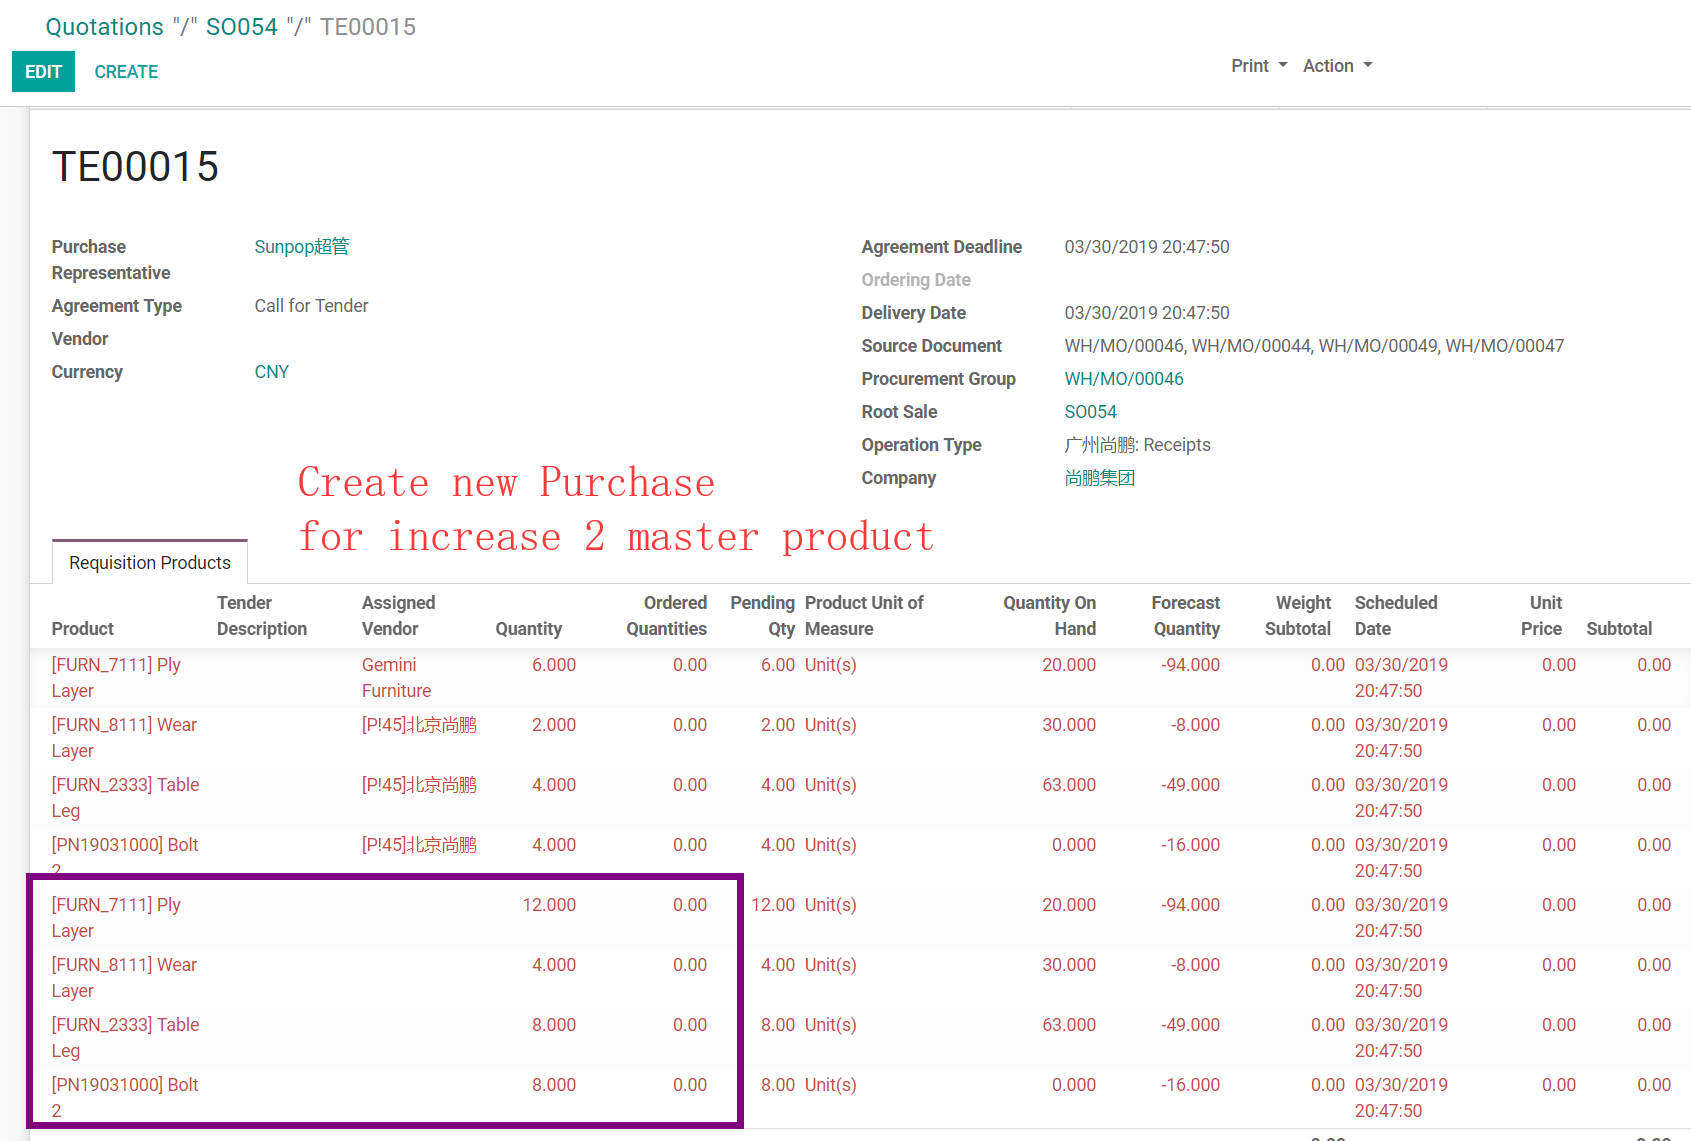 Quotations "/" SO054 "/" TE00015
EDIT CREATE Print Action
TE00015
Purchase Representative Sunpop超管
Agreement Type Call for Tender
Vendor
Currency CNY
Agreement Deadline 03/30/2019 20:47:50
Ordering Date
Delivery Date 03/30/2019 20:47:50
Source Document WH/MO/00046, WH/MO/00044, WH/MO/00049, WH/MO/00047
Procurement Group WH/MO/00046
Root Sale SO054
Operation Type 广州尚鹏: Receipts
Company 尚鹏集团
Create new Purchase
for increase 2 master product
Requisition Products
Product Tender Description Assigned Vendor Quantity Ordered Quantities Pending Qty Product Unit of Measure Quantity On Hand Forecast Quantity Weight Subtotal Scheduled Date Unit Price Subtotal
[FURN_7111] Ply Layer Gemini Furniture 6.000 0.00 6.00 Unit(s) 20.000 -94.000 0.00 03/30/2019 20:47:50 0.00 0.00
[FURN_8111] Wear Layer [P!45]北京尚鹏 2.000 0.00 2.00 Unit(s) 30.000 -8.000 0.00 03/30/2019 20:47:50 0.00 0.00
[FURN_2333] Table Leg [P!45]北京尚鹏 4.000 0.00 4.00 Unit(s) 63.000 -49.000 0.00 03/30/2019 20:47:50 0.00 0.00
[PN19031000] Bolt 2 [P!45]北京尚鹏 4.000 0.00 4.00 Unit(s) 0.000 -16.000 0.00 03/30/2019 20:47:50 0.00 0.00
[FURN_7111] Ply Layer 12.000 0.00 12.00 Unit(s) 20.000 -94.000 0.00 03/30/2019 20:47:50 0.00 0.00
[FURN_8111] Wear Layer 4.000 0.00 4.00 Unit(s) 30.000 -8.000 0.00 03/30/2019 20:47:50 0.00 0.00
[FURN_2333] Table Leg 8.000 0.00 8.00 Unit(s) 63.000 -49.000 0.00 03/30/2019 20:47:50 0.00 0.00
[PN19031000] Bolt 2 8.000 0.00 8.00 Unit(s) 0.000 -16.000 0.00 03/30/2019 20:47:50 0.00 0.00